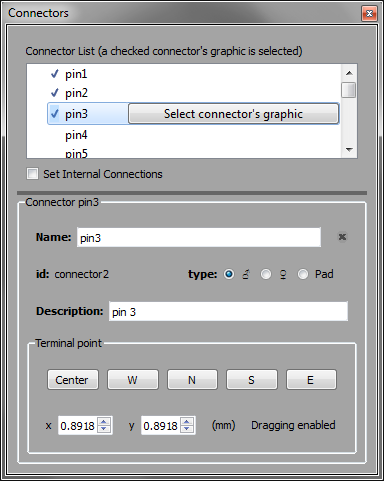 Connectors
Connector List (a checked connector's graphic is selected)
pin1
pin2
pin3 Select connector's graphic
pin4
pin5
Set Internal Connections
Connector pin3
Name: pin3
id: connector2 type: ♂ ♀ Pad
Description: pin 3
Terminal point
Center W N S E
x 0.8918 y 0.8918 (mm) Dragging enabled